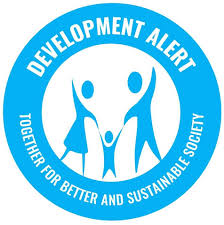 DEVELOPMENT ALERT
TOGETHER FOR BETTER AND SUSTAINABLE SOCIETY